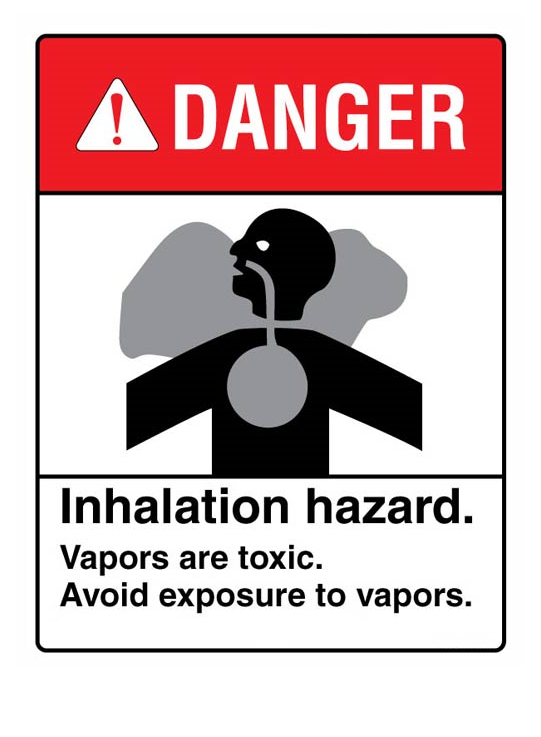 DANGER
Inhalation hazard.
Vapors are toxic.
Avoid exposure to vapors.